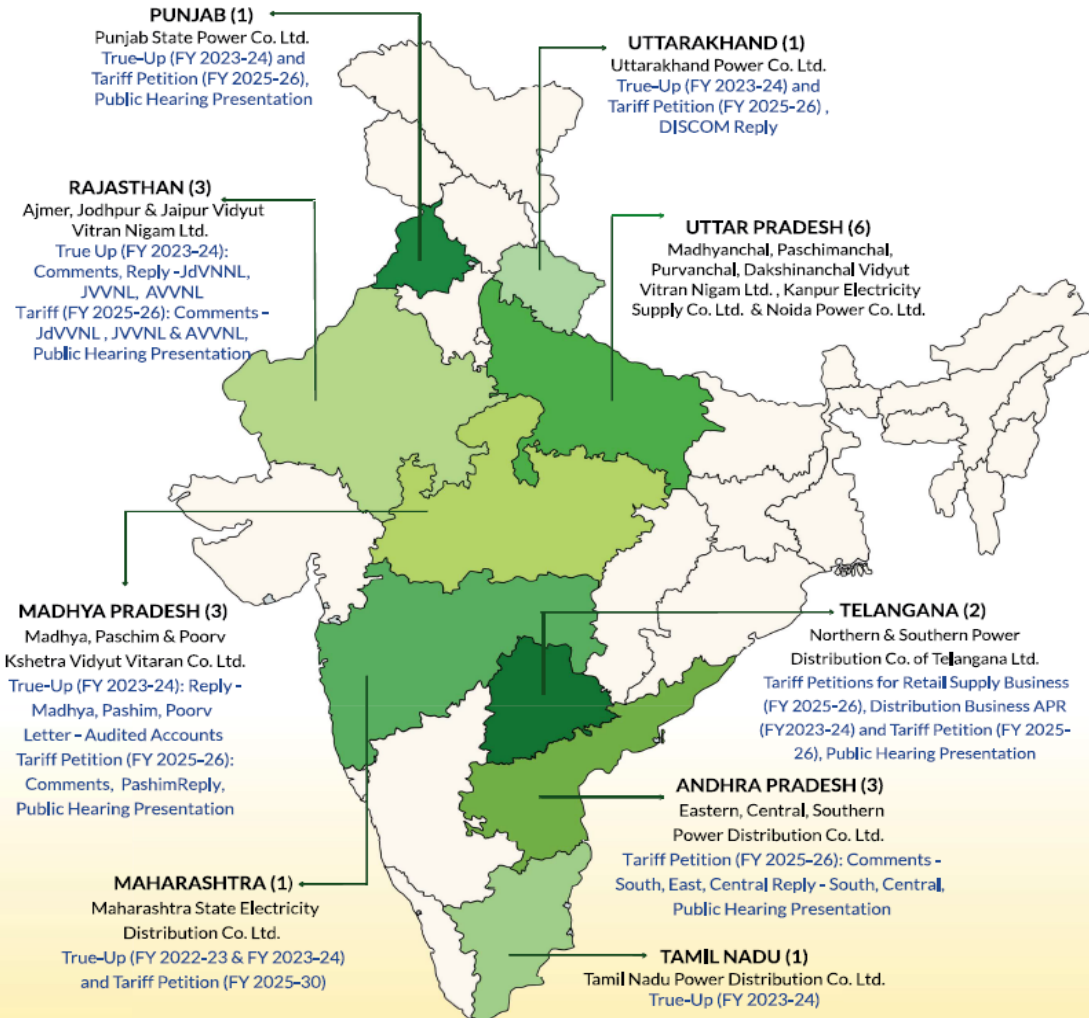 PUNJAB (1)
Punjab State Power Co. Ltd.
True-Up (FY 2023-24) and
Tariff Petition (FY 2025-26),
Public Hearing Presentation
UTTARAKHAND (1)
Uttarakhand Power Co. Ltd.
True-Up (FY 2023-24) and
Tariff Petition (FY 2025-26) ,
DISCOM Reply
RAJASTHAN (3)
Ajmer, Jodhpur & Jaipur Vidyut
Vitran Nigam Ltd.
True Up (FY 2023-24):
Comments, Reply -JdVNNL,
JVVNL, AVVNL
Tariff (FY 2025-26): Comments -
JdVVNL , JVVNL & AVVNL,
Public Hearing Presentation
UTTAR PRADESH (6)
Madhyanchal, Paschimanchal,
Purvanchal, Dakshinanchal Vidyut
Vitran Nigam Ltd. , Kanpur Electricity
Supply Co. Ltd. & Noida Power Co. Ltd.
MADHYA PRADESH (3)
Madhya, Paschim & Poorv
Kshetra Vidyut Vitaran Co. Ltd.
True-Up (FY 2023-24): Reply -
Madhya, Pashim, Poorv
Letter - Audited Accounts
Tariff Petition (FY 2025-26):
Comments, PashimReply,
Public Hearing Presentation
TELANGANA (2)
Northern & Southern Power
Distribution Co. of Telangana Ltd.
Tariff Petitions for Retail Supply Business
(FY 2025-26), Distribution Business APR
(FY2023-24) and Tariff Petition (FY 2025-
26), Public Hearing Presentation
ANDHRA PRADESH (3)
Eastern, Central, Southern
Power Distribution Co. Ltd.
Tariff Petition (FY 2025-26): Comments -
South, East, Central Reply - South, Central,
Public Hearing Presentation
MAHARASHTRA (1)
Maharashtra State Electricity
Distribution Co. Ltd.
True-Up (FY 2022-23 & FY 2023-24)
and Tariff Petition (FY 2025-30)
TAMIL NADU (1)
Tamil Nadu Power Distribution Co. Ltd.
True-Up (FY 2023-24)